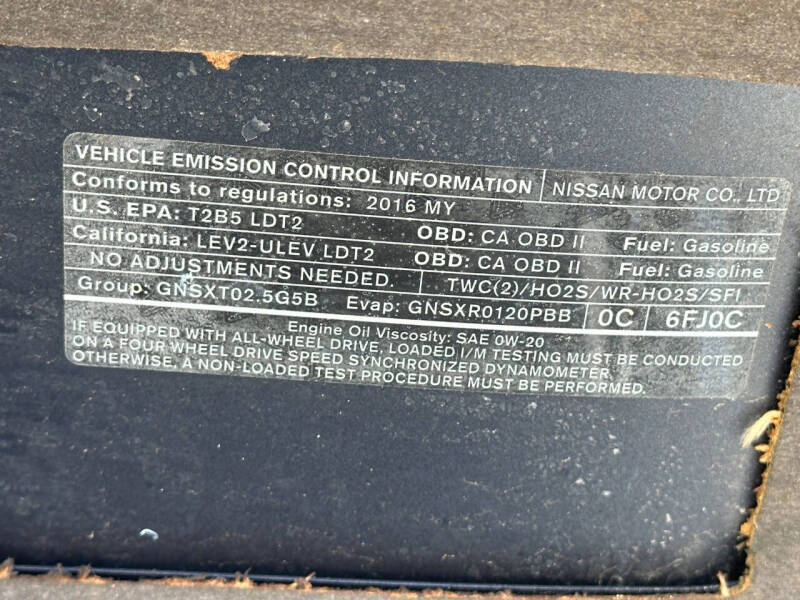 VEHICLE EMISSION CONTROL INFORMATION NISSAN MOTOR CO., LTD
Conforms to regulations: 2016 MY
U.S. EPA: T2B5 LDT2 OBD: CA OBD II Fuel: Gasoline
California: LEV2-ULEV LDT2 OBD: CA OBD II Fuel: Gasoline
NO ADJUSTMENTS NEEDED. TWC(2)/HO2S/WR-HO2S/SFI
Group: GNSXT02.5G5B Evap: GNSXR0120PBB 0C 6FJ0C
Engine Oil Viscosity: SAE 0W-20
IF EQUIPPED WITH ALL-WHEEL DRIVE, LOADED I/M TESTING MUST BE CONDUCTED
ON A FOUR WHEEL DRIVE SPEED SYNCHRONIZED DYNAMOMETER.
OTHERWISE, A NON-LOADED TEST PROCEDURE MUST BE PERFORMED.